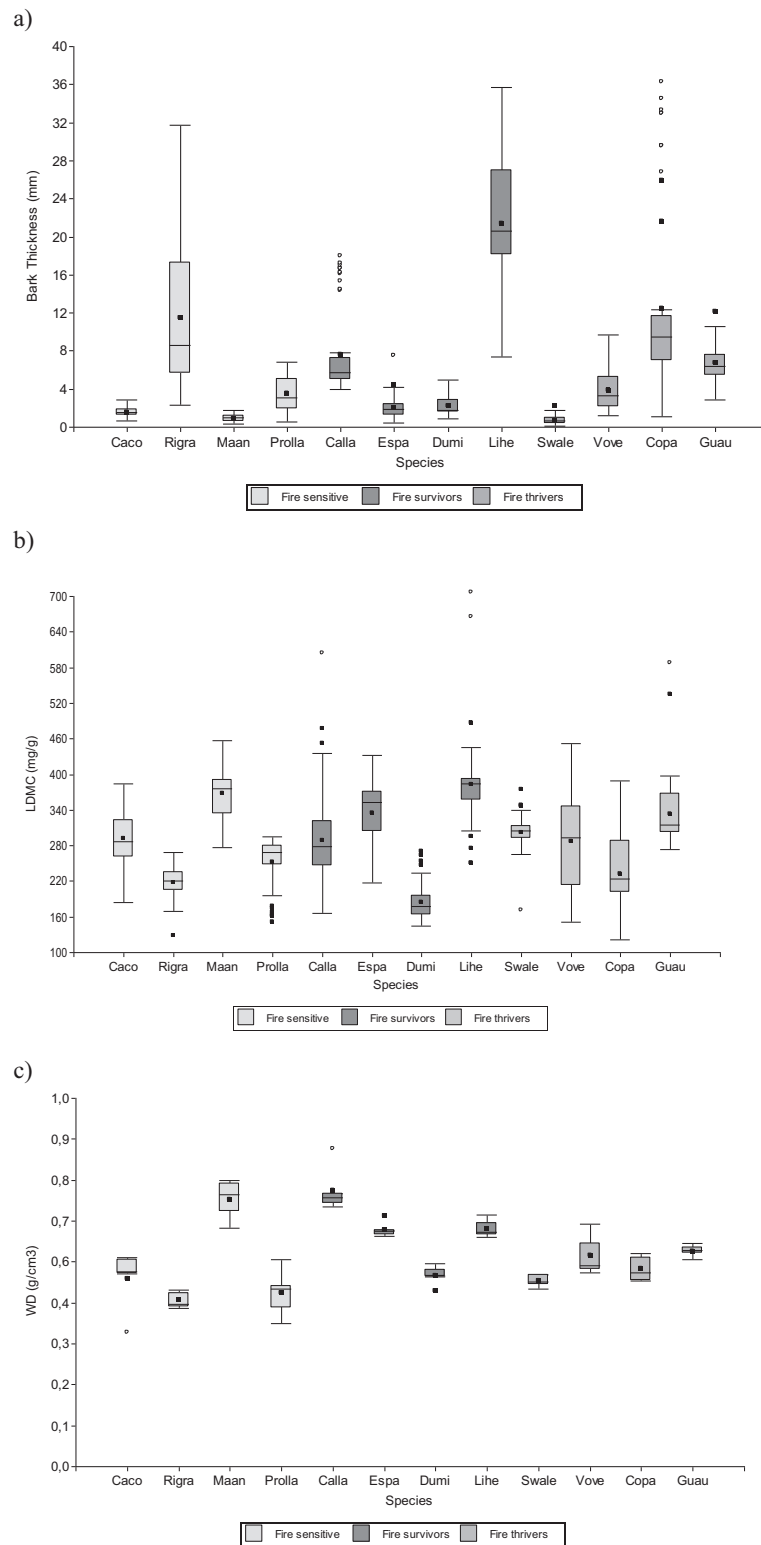 a)
40
36
32
28
24
20
16
12
8
4
0
Bark Thickness (mm)
Caco Rigra Maan Prolla Calla Espa Dumi Lihe Swale Vove Copa Guau
Species
Fire sensitive Fire survivors Fire thrivers
b)
700
640
580
520
460
400
340
280
220
160
100
LDMC (mg/g)
Caco Rigra Maan Prolla Calla Espa Dumi Lihe Swale Vove Copa Guau
Species
Fire sensitive Fire survivors Fire thrivers
c)
1,0
0,9
0,8
0,7
0,6
0,4
0,3
0,2
0,1
0,0
WD (g/cm3)
Caco Rigra Maan Prolla Calla Espa Dumi Lihe Swale Vove Copa Guau
Species
Fire sensitive Fire survivors Fire thrivers